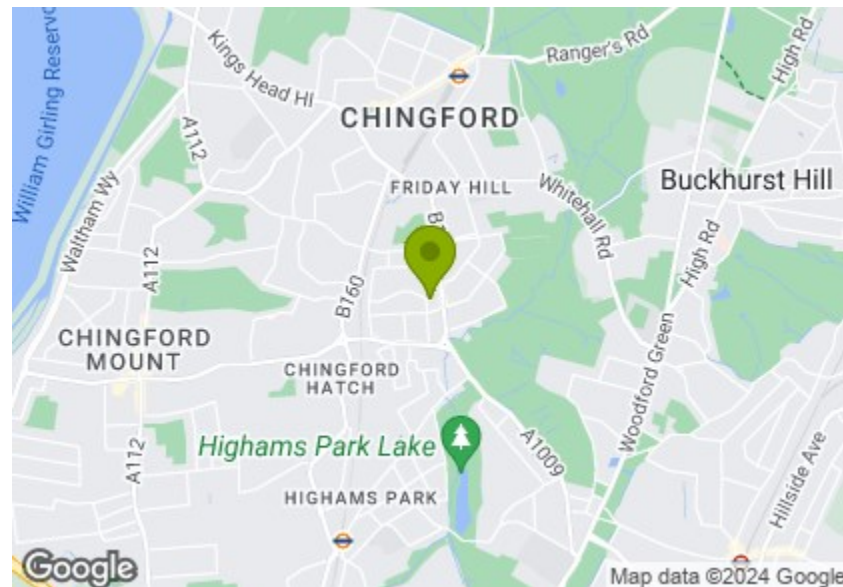 Ranger's Rd
High Rd
Kings Head Hl
William Girling Reservo
A112
CHINGFORD
FRIDAY HILL
Whitehall Rd
Buckhurst Hill
Waltham Wy
B1
High Rd
A112
B160
CHINGFORD
MOUNT
CHINGFORD
HATCH
Woodford Green
Highams Park Lake
A1009
A112
HIGHAMS PARK
Hillside Ave
Google
Map data ©2024 Google